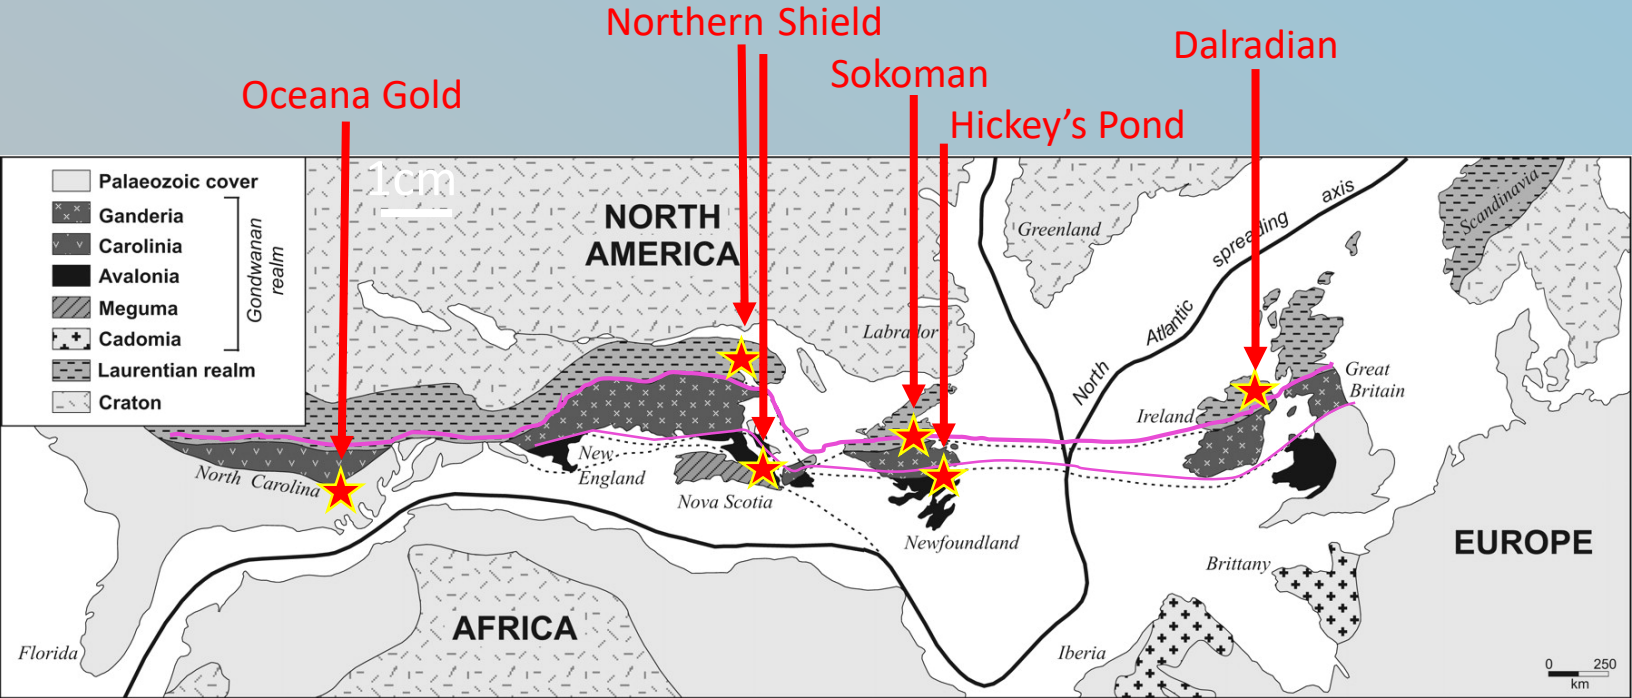 Northern Shield
Dalradian
Sokoman
Oceana Gold
Hickey's Pond
Palaeozoic cover
Ganderia
Carolinia
Avalonia
Meguma
Cadomia
Gondwanan
realm
Laurentian realm
Craton
1cm
NORTH
AMERICA
Greenland
Labrador
North Atlantic spreading axis
Scandinavia
Great
Britain
Ireland
North Carolina
New
England
Nova Scotia
Newfoundland
EUROPE
Brittany
AFRICA
Florida
Iberia
0 250
km